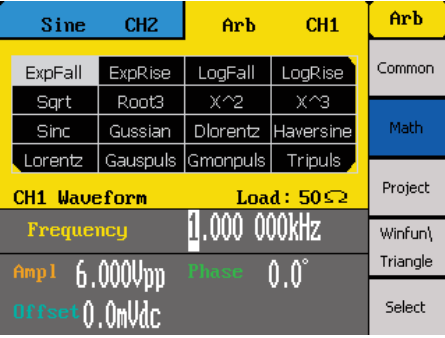 Sine CH2 Arb CH1 Arb
ExpFall ExpRise LogFall LogRise Common
Sqrt Root3 X^2 X^3
Sinc Gussian Dlorentz Haversine Math
Lorentz Gauspuls Gmonpuls Tripuls
CH1 Waveform Load: 50Ω Project
Frequency 1.000 000kHz Winfun\
Triangle
Ampl 6.000Vpp Phase 0.0°
Offset 0.0mVdc Select